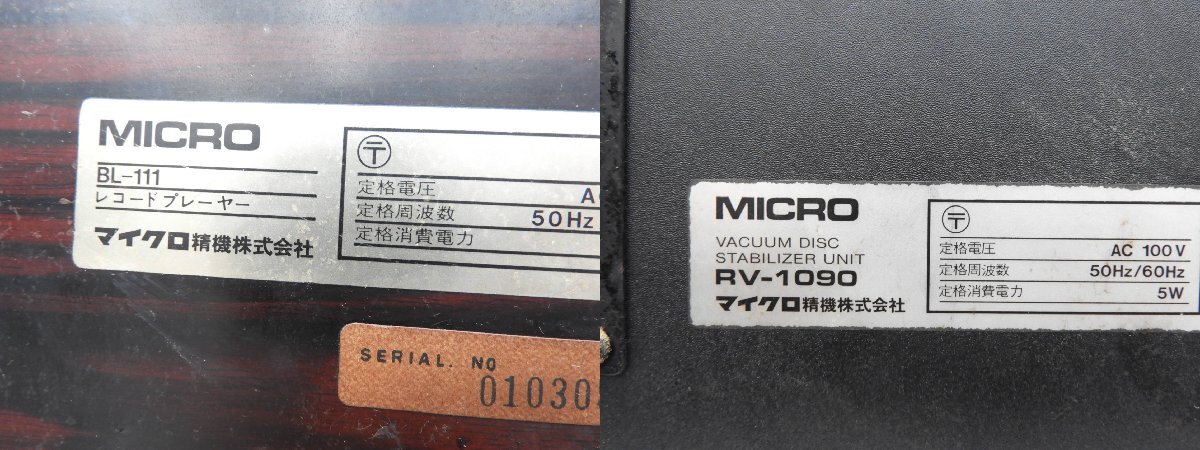 MICRO
BL-111
レコードプレーヤー
マイクロ精機株式会社
〒
定格電圧
定格周波数 50Hz
定格消費電力
SERIAL. NO
01030
MICRO
VACUUM DISC
STABILIZER UNIT
RV-1090
マイクロ精機株式会社
〒
定格電圧 AC 100V
定格周波数 50Hz/60Hz
定格消費電力 5W